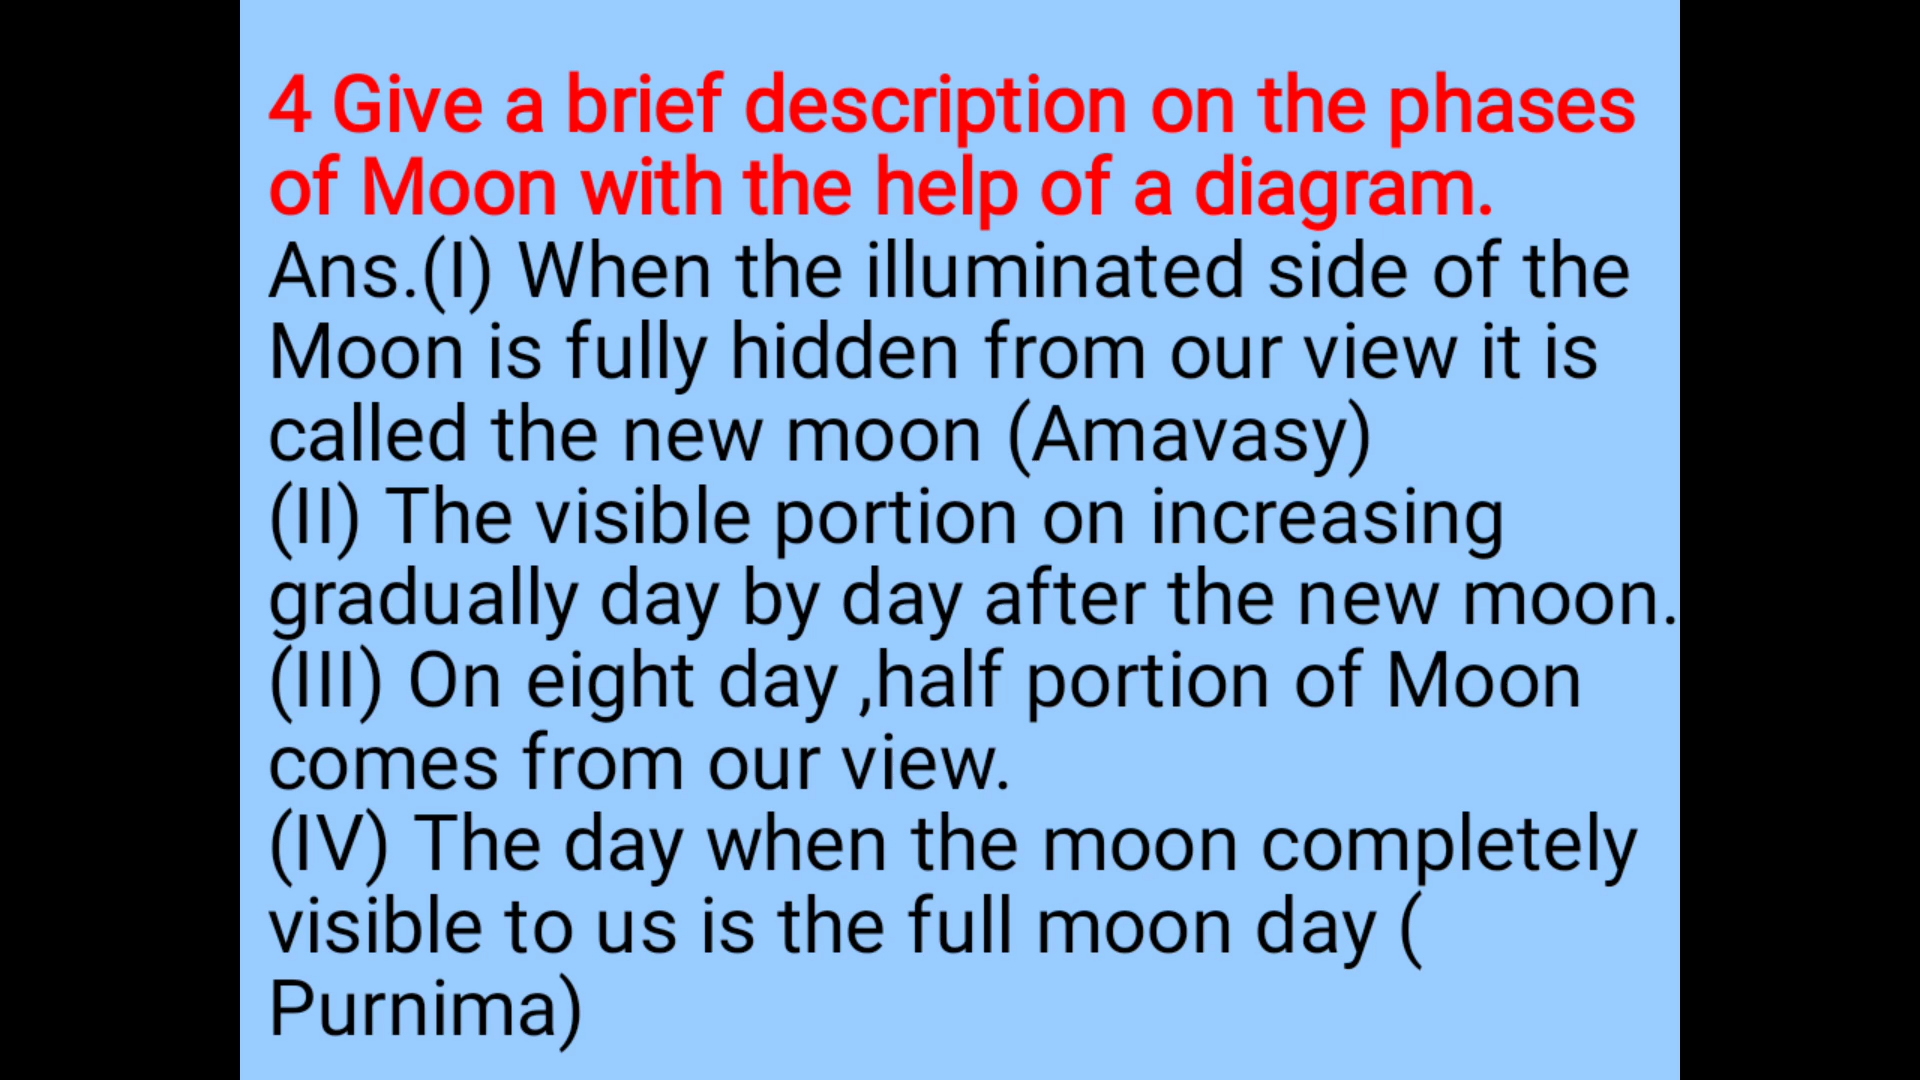 4 Give a brief description on the phases
of Moon with the help of a diagram.
Ans.(I) When the illuminated side of the
Moon is fully hidden from our view it is
called the new moon (Amavasy)
(II) The visible portion on increasing
gradually day by day after the new moon.
(III) On eight day ,half portion of Moon
comes from our view.
(IV) The day when the moon completely
visible to us is the full moon day (
Purnima)